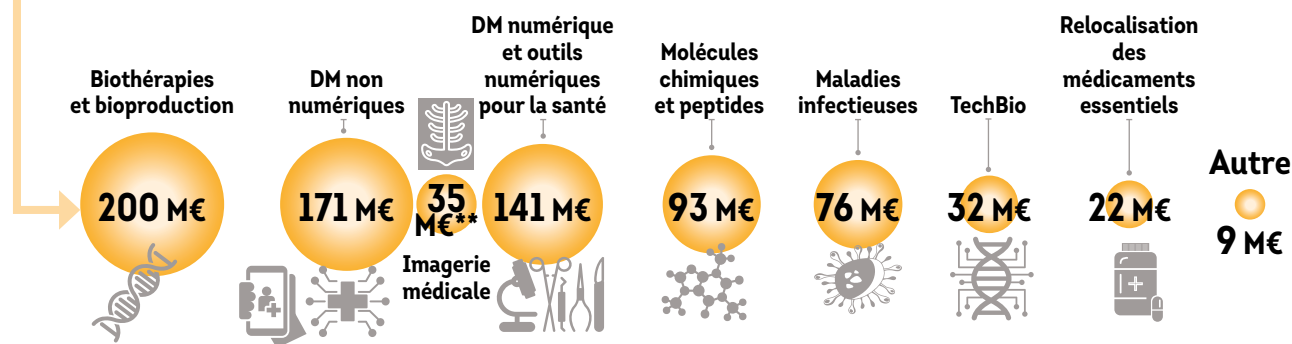 Biothérapies
et bioproduction
200 M€
DM non
numériques
171 M€
35
M€**
Imagerie
médicale
DM numérique
et outils
numériques
pour la santé
141 M€
Molécules
chimiques
et peptides
93 M€
Maladies
infectieuses
76 M€
TechBio
32 M€
Relocalisation
des
médicaments
essentiels
22 M€
Autre
9 M€